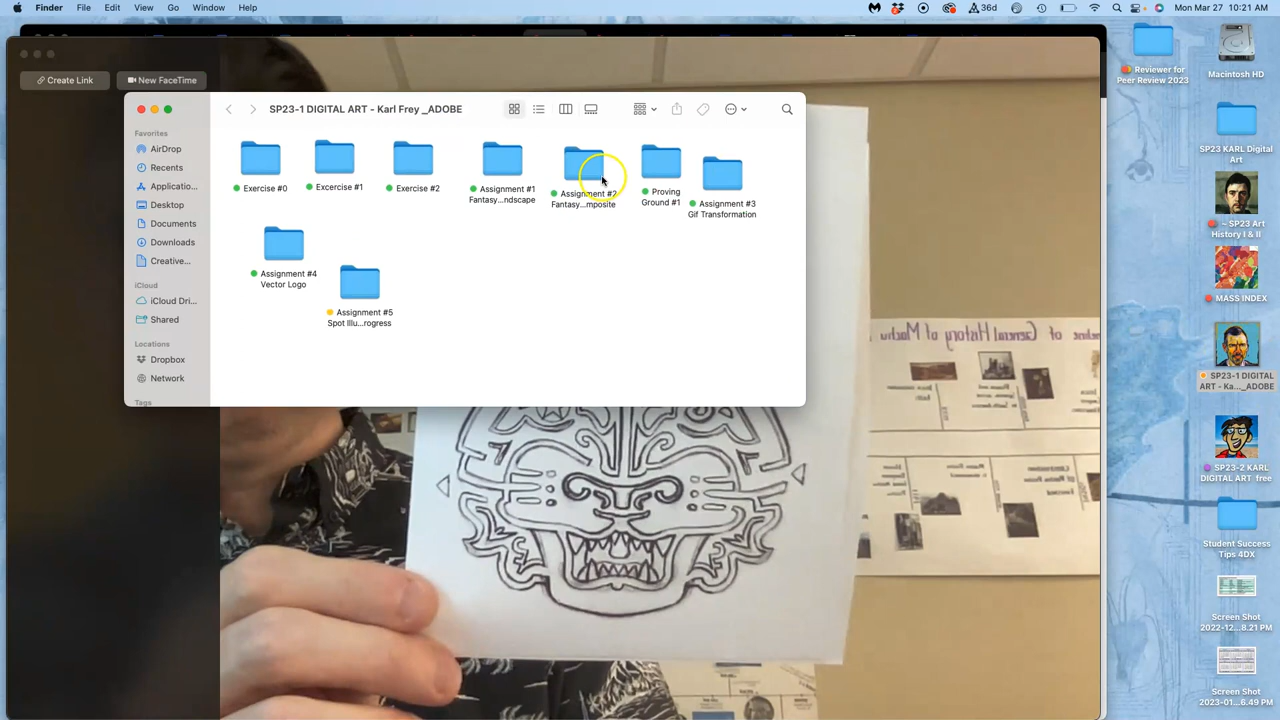 Finder File Edit View Go Window Help
36d
Mon Mar 27 10:21 AM
Create Link
New FaceTime
SP23-1 DIGITAL ART - Karl Frey _ADOBE
Favorites
AirDrop
Recents
Applicatio...
Desktop
Documents
Downloads
Creative...
iCloud
iCloud Dri...
Shared
Locations
Dropbox
Network
Tags
Exercise #0
Excercise #1
Exercise #2
Assignment #1
Fantasy...ndscape
Assignment #2
Fantasy...mposite
Proving
Ground #1
Assignment #3
Gif Transformation
Assignment #4
Vector Logo
Assignment #5
Spot Illu...rogress
of General History of Machu
Reviewer for
Peer Review 2023
Macintosh HD
SP23 KARL Digital
Art
~ SP23 Art
History I & II
MASS INDEX
SP23-1 DIGITAL
ART - Ka..._ADOBE
SP23-2 KARL
DIGITAL ART free
Student Success
Tips 4DX
Screen Shot
2022-12...8.21 PM
Screen Shot
2023-01...6.49 PM